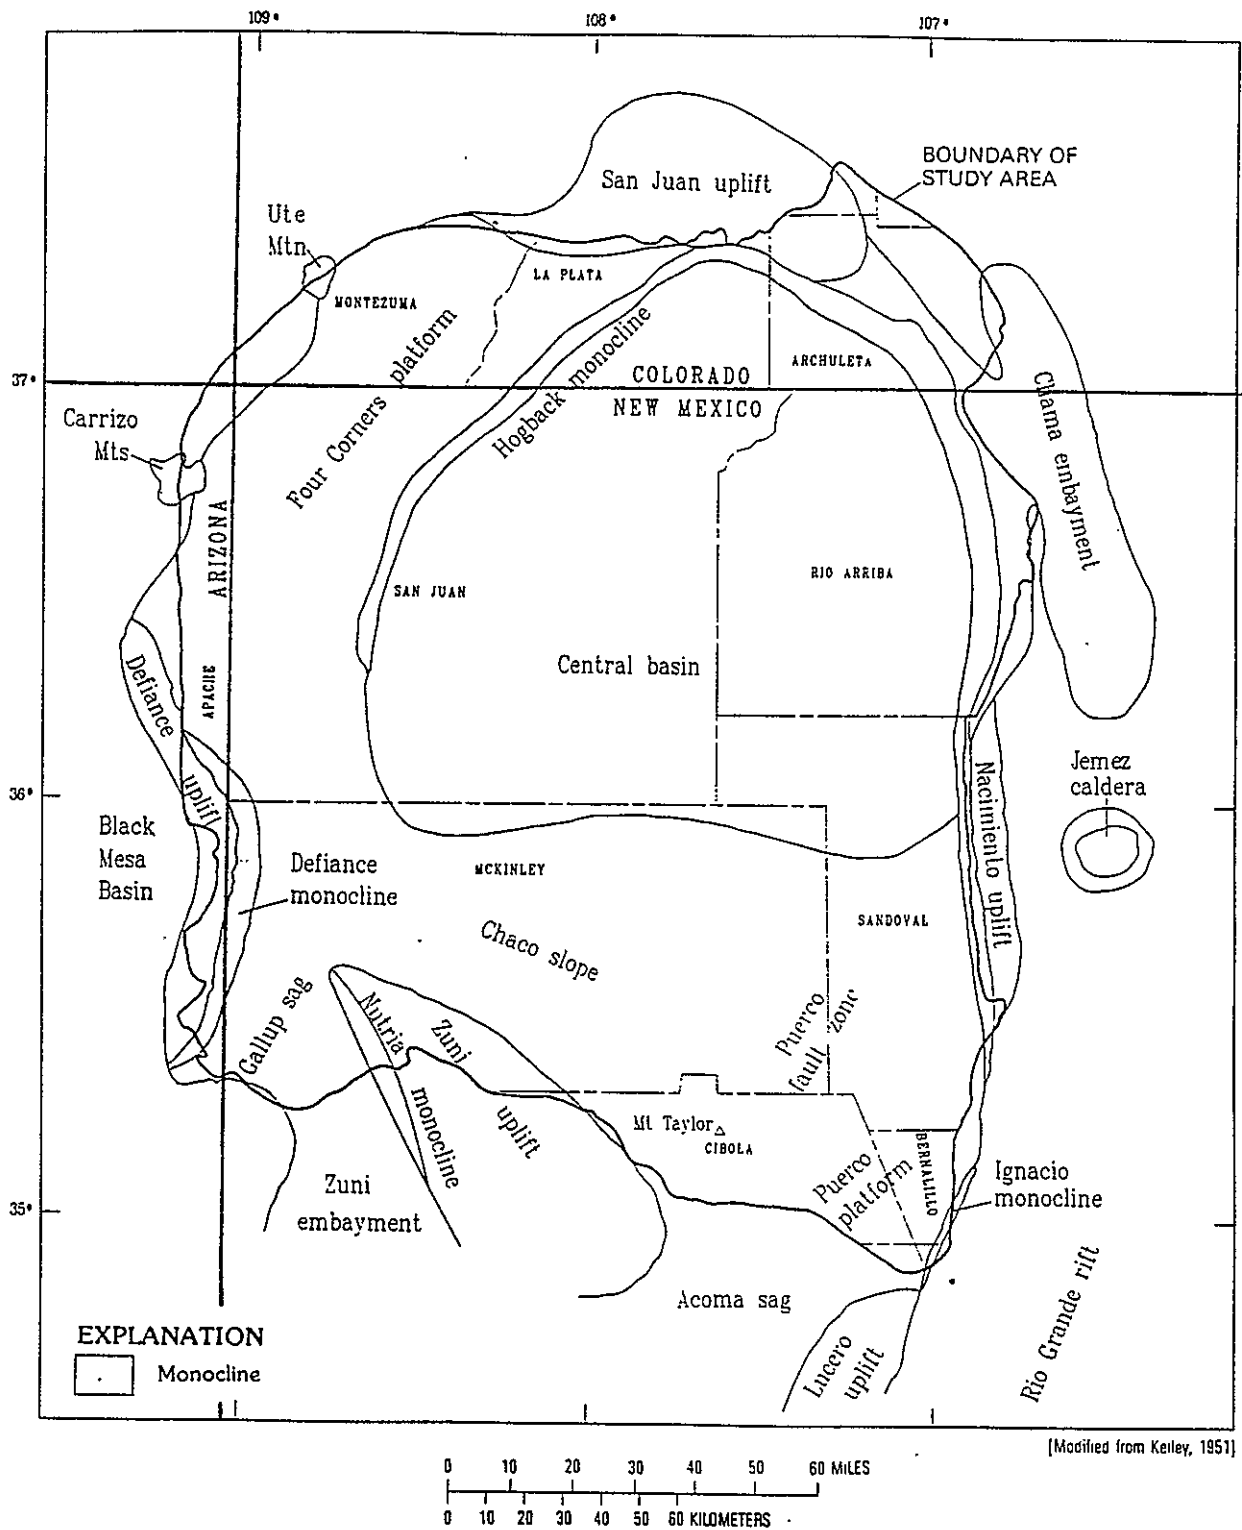 109°
108°
107°
BOUNDARY OF
STUDY AREA
San Juan uplift
Ute
Mtn
LA PLATA
MONTEZUMA
Four Corners platform
Hogback monocline
ARCHULETA
37°
COLORADO
NEW MEXICO
Carrizo
Mts
Chama embayment
ARIZONA
RIO ARRIBA
SAN JUAN
Central basin
APACHE
Defiance
uplift
Jemez
caldera
Nacimiento uplift
36°
Black
Mesa
Basin
Defiance
monocline
MCKINLEY
SANDOVAL
Chaco slope
Gallup sag
Nutria
monocline
Zuni
uplift
Puerco
fault zone
Mt Taylor
CIBOLA
BERNALILLO
Puerco
platform
Ignacio
monocline
35°
Zuni
embayment
Acoma sag
Lucero
uplift
Rio Grande rift
EXPLANATION
Monocline
[Modified from Kelley, 1951]
0 10 20 30 40 50 60 MILES
0 10 20 30 40 50 60 KILOMETERS